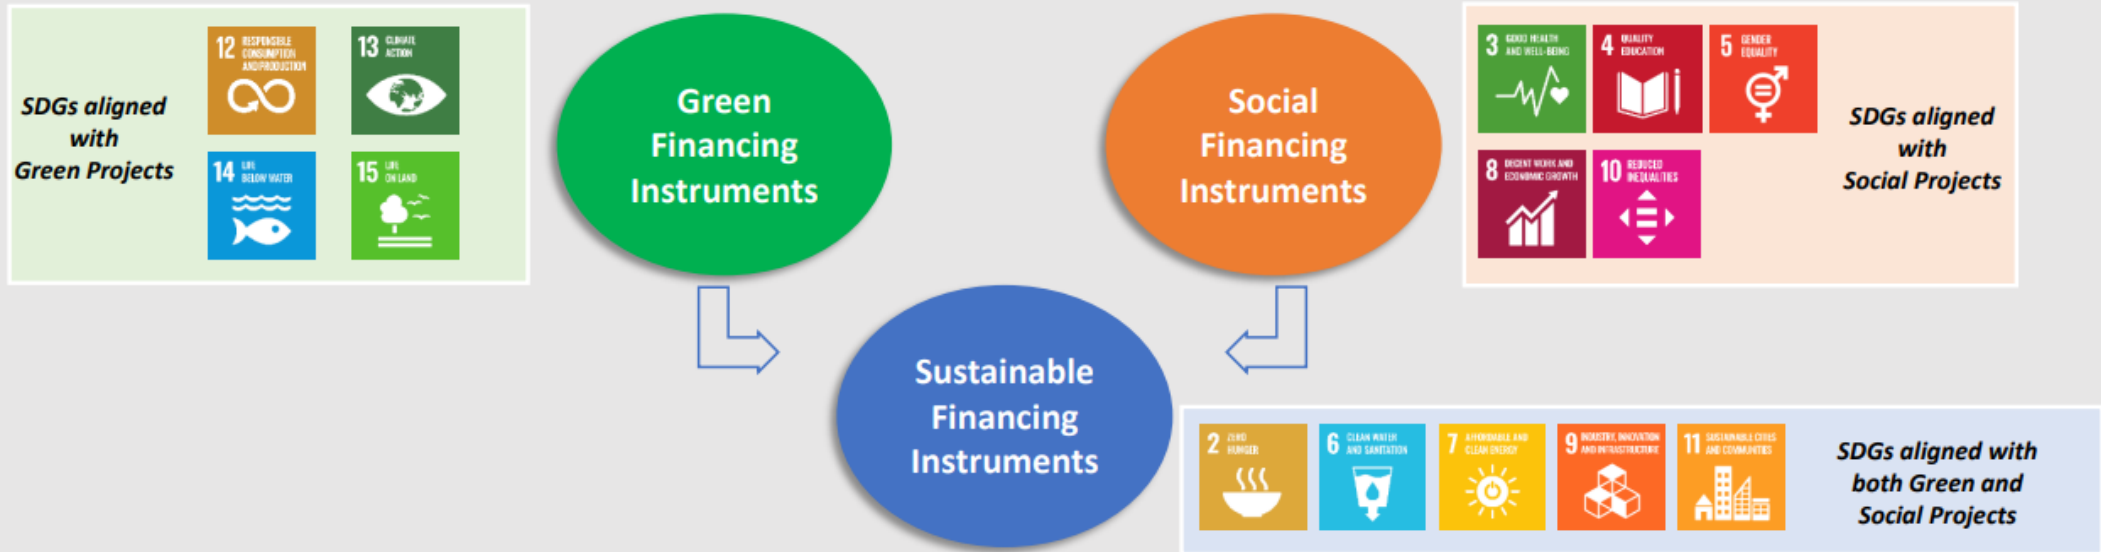 SDGs aligned
with
Green Projects
12 RESPONSIBLE
CONSUMPTION
AND PRODUCTION
13 CLIMATE
ACTION
14 LIFE
BELOW WATER
15 LIFE
ON LAND
Green
Financing
Instruments
Social
Financing
Instruments
3 GOOD HEALTH
AND WELL-BEING
4 QUALITY
EDUCATION
5 GENDER
EQUALITY
8 DECENT WORK AND
ECONOMIC GROWTH
10 REDUCED
INEQUALITIES
SDGs aligned
with
Social Projects
Sustainable
Financing
Instruments
2 ZERO
HUNGER
6 CLEAN WATER
AND SANITATION
7 AFFORDABLE AND
CLEAN ENERGY
9 INDUSTRY, INNOVATION
AND INFRASTRUCTURE
11 SUSTAINABLE CITIES
AND COMMUNITIES
SDGs aligned with
both Green and
Social Projects